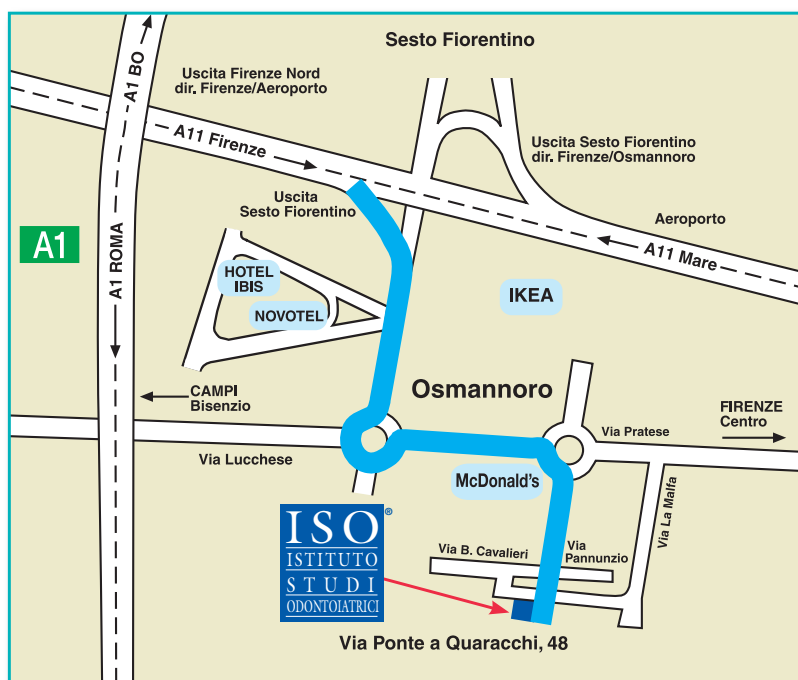 Sesto Fiorentino
A1 BO
Uscita Firenze Nord
dir. Firenze/Aeroporto
A11 Firenze
Uscita Sesto Fiorentino
dir. Firenze/Osmannoro
Uscita
Sesto Fiorentino
Aeroporto
A11 Mare
A1
A1 ROMA
HOTEL
IBIS
NOVOTEL
IKEA
CAMPI
Bisenzio
Osmannoro
FIRENZE
Centro
Via Lucchese
Via Pratese
McDonald's
Via La Malfa
ISO®
ISTITUTO
STUDI
ODONTOIATRICI
Via B. Cavalieri
Via
Pannunzio
Via Ponte a Quaracchi, 48